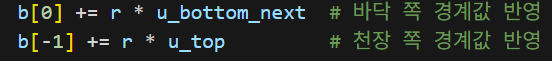 b[0] += r * u_bottom_next  # 바닥 쪽 경계값 반영
b[-1] += r * u_top         # 천장 쪽 경계값 반영